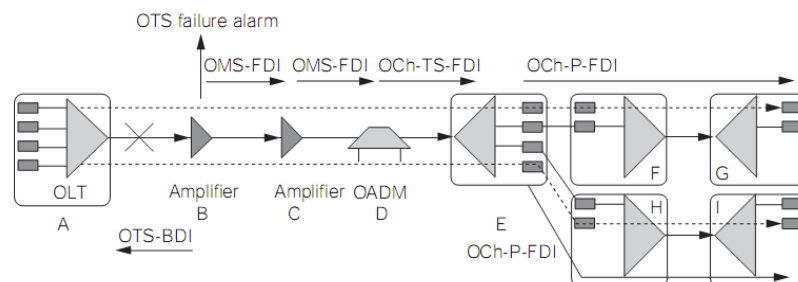 OTS failure alarm
OMS-FDI OMS-FDI OCh-TS-FDI OCh-P-FDI
OLT
A
Amplifier
B
Amplifier
C
OADM
D
E
F
G
H
I
OTS-BDI
OCh-P-FDI